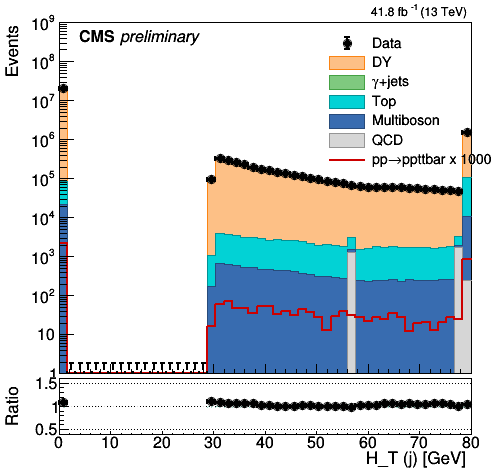 41.8 fb⁻¹ (13 TeV)
CMS preliminary
Events
10⁹
10⁸
10⁷
10⁶
10⁵
10⁴
10³
10²
10
1
Data
DY
γ+jets
Top
Multiboson
QCD
pp→ppttbar x 1000
Ratio
1.5
1
0.5
0 10 20 30 40 50 60 70 80
H_T (j) [GeV]